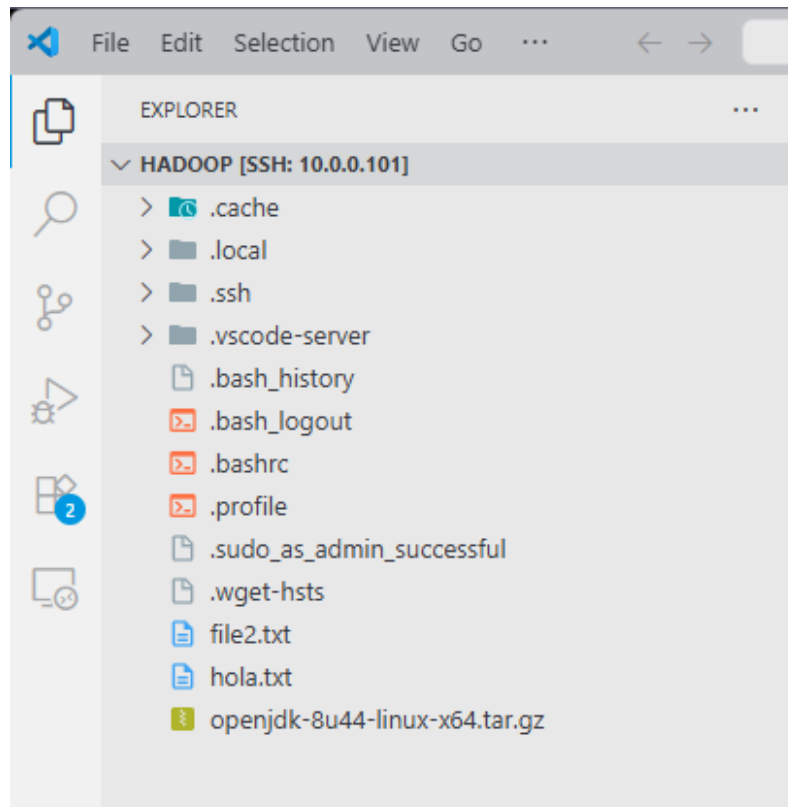 File Edit Selection View Go ···
EXPLORER ···
HADOOP [SSH: 10.0.0.101]
.cache
.local
.ssh
.vscode-server
.bash_history
.bash_logout
.bashrc
.profile
2
.sudo_as_admin_successful
.wget-hsts
file2.txt
hola.txt
openjdk-8u44-linux-x64.tar.gz